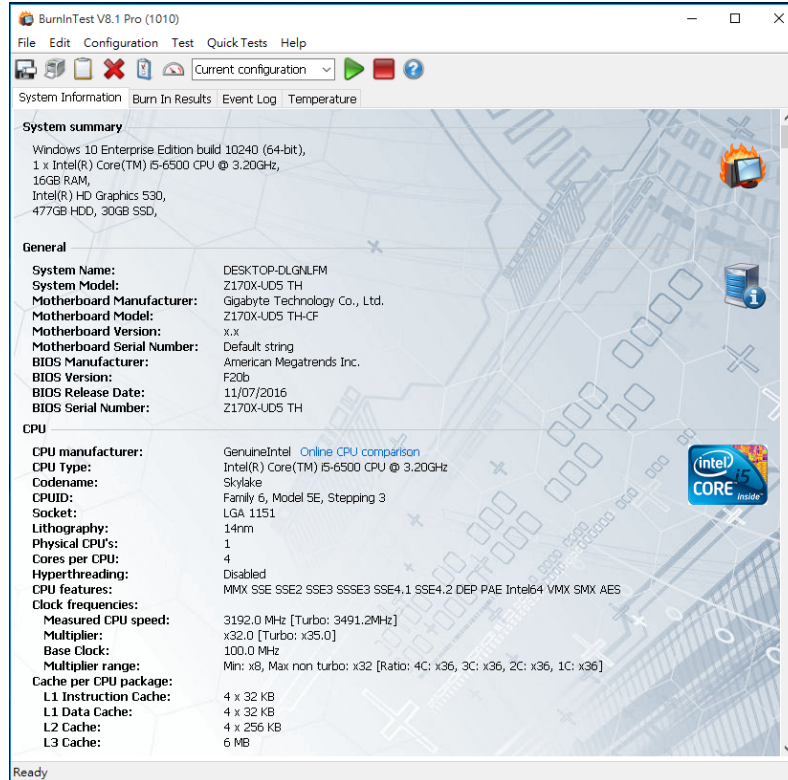 BurnInTest V8.1 Pro (1010)
File Edit Configuration Test Quick Tests Help
Current configuration
System Information Burn In Results Event Log Temperature
System summary
Windows 10 Enterprise Edition build 10240 (64-bit),
1 x Intel(R) Core(TM) i5-6500 CPU @ 3.20GHz,
16GB RAM,
Intel(R) HD Graphics 530,
477GB HDD, 30GB SSD,
General
System Name: DESKTOP-DLGNLFM
System Model: Z170X-UD5 TH
Motherboard Manufacturer: Gigabyte Technology Co., Ltd.
Motherboard Model: Z170X-UD5 TH-CF
Motherboard Version: x.x
Motherboard Serial Number: Default string
BIOS Manufacturer: American Megatrends Inc.
BIOS Version: F20b
BIOS Release Date: 11/07/2016
BIOS Serial Number: Z170X-UD5 TH
CPU
CPU manufacturer: GenuineIntel Online CPU comparison
CPU Type: Intel(R) Core(TM) i5-6500 CPU @ 3.20GHz
Codename: Skylake
CPUID: Family 6, Model 5E, Stepping 3
Socket: LGA 1151
Lithography: 14nm
Physical CPU's: 1
Cores per CPU: 4
Hyperthreading: Disabled
CPU features: MMX SSE SSE2 SSE3 SSSE3 SSE4.1 SSE4.2 DEP PAE Intel64 VMX SMX AES
Clock frequencies:
Measured CPU speed: 3192.0 MHz [Turbo: 3491.2MHz]
Multiplier: x32.0 [Turbo: x35.0]
Base Clock: 100.0 MHz
Multiplier range: Min: x8, Max non turbo: x32 [Ratio: 4C: x36, 3C: x36, 2C: x36, 1C: x36]
Cache per CPU package:
L1 Instruction Cache: 4 x 32 KB
L1 Data Cache: 4 x 32 KB
L2 Cache: 4 x 256 KB
L3 Cache: 6 MB
intel
CORE i5
inside™
Ready